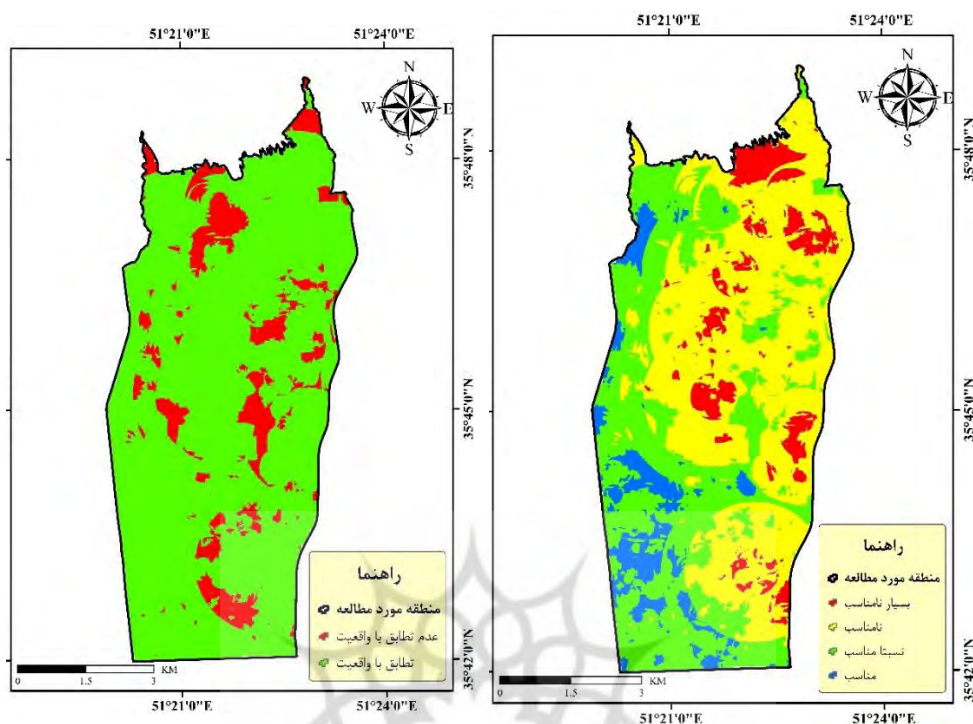 51°21'0"E
51°24'0"E
N
W
E
S
35°48'0"N
35°45'0"N
35°42'0"N
راهنما
منطقه مورد مطالعه
عدم تطابق با واقعیت
تطابق با واقعیت
0
1.5
3
KM
51°21'0"E
51°24'0"E
51°21'0"E
51°24'0"E
N
W
E
S
35°48'0"N
35°45'0"N
35°42'0"N
راهنما
منطقه مورد مطالعه
بسیار نامناسب
نامناسب
نسبتا مناسب
مناسب
0
1.5
3
KM
51°21'0"E
51°24'0"E